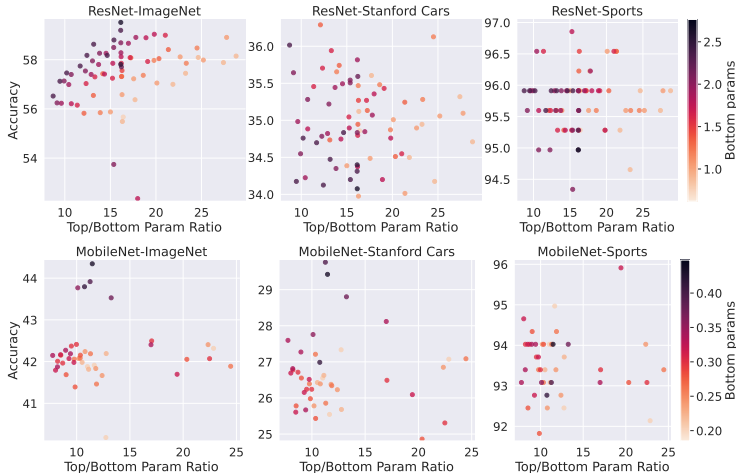 ResNet-ImageNet
ResNet-Stanford Cars
ResNet-Sports
Accuracy
58
56
54
36.0
35.5
35.0
34.5
34.0
97.0
96.5
96.0
95.5
95.0
94.5
2.5
2.0
1.5
1.0
Bottom params
10 15 20 25
10 15 20 25
10 15 20 25
Top/Bottom Param Ratio
Top/Bottom Param Ratio
Top/Bottom Param Ratio
MobileNet-ImageNet
MobileNet-Stanford Cars
MobileNet-Sports
Accuracy
44
43
42
41
29
28
27
26
25
96
95
94
93
92
0.40
0.35
0.30
0.25
0.20
Bottom params
10 15 20 25
10 15 20 25
10 15 20 25
Top/Bottom Param Ratio
Top/Bottom Param Ratio
Top/Bottom Param Ratio